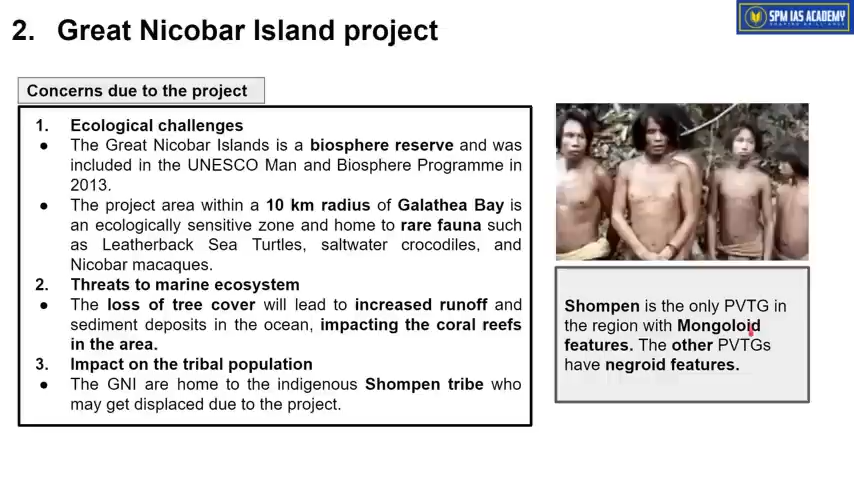 2. Great Nicobar Island project
SPM IAS ACADEMY
Concerns due to the project
1. Ecological challenges
● The Great Nicobar Islands is a biosphere reserve and was
included in the UNESCO Man and Biosphere Programme in
2013.
● The project area within a 10 km radius of Galathea Bay is
an ecologically sensitive zone and home to rare fauna such
as Leatherback Sea Turtles, saltwater crocodiles, and
Nicobar macaques.
2. Threats to marine ecosystem
● The loss of tree cover will lead to increased runoff and
sediment deposits in the ocean, impacting the coral reefs
in the area.
3. Impact on the tribal population
● The GNI are home to the indigenous Shompen tribe who
may get displaced due to the project.
Shompen is the only PVTG in
the region with Mongoloid
features. The other PVTGs
have negroid features.